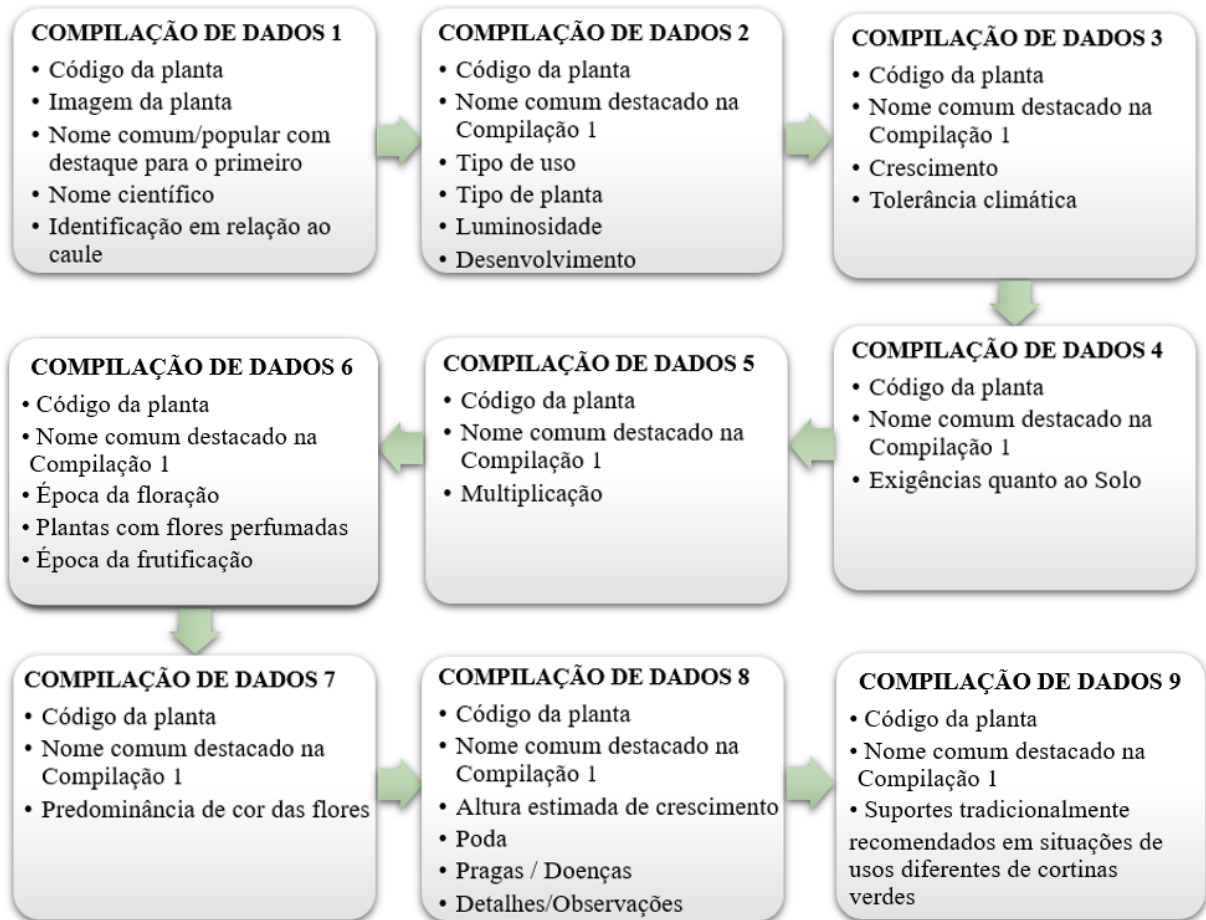 COMPILAÇÃO DE DADOS 1
• Código da planta
• Imagem da planta
• Nome comum/popular com
destaque para o primeiro
• Nome científico
• Identificação em relação ao
caule
COMPILAÇÃO DE DADOS 2
• Código da planta
• Nome comum destacado na
Compilação 1
• Tipo de uso
• Tipo de planta
• Luminosidade
• Desenvolvimento
COMPILAÇÃO DE DADOS 3
• Código da planta
• Nome comum destacado na
Compilação 1
• Crescimento
• Tolerância climática
COMPILAÇÃO DE DADOS 4
• Código da planta
• Nome comum destacado na
Compilação 1
• Exigências quanto ao Solo
COMPILAÇÃO DE DADOS 5
• Código da planta
• Nome comum destacado na
Compilação 1
• Multiplicação
COMPILAÇÃO DE DADOS 6
• Código da planta
• Nome comum destacado na
Compilação 1
• Época da floração
• Plantas com flores perfumadas
• Época da frutificação
COMPILAÇÃO DE DADOS 7
• Código da planta
• Nome comum destacado na
Compilação 1
• Predominância de cor das flores
COMPILAÇÃO DE DADOS 8
• Código da planta
• Nome comum destacado na
Compilação 1
• Altura estimada de crescimento
• Poda
• Pragas / Doenças
• Detalhes/Observações
COMPILAÇÃO DE DADOS 9
• Código da planta
• Nome comum destacado na
Compilação 1
• Suportes tradicionalmente
recomendados em situações de
usos diferentes de cortinas
verdes